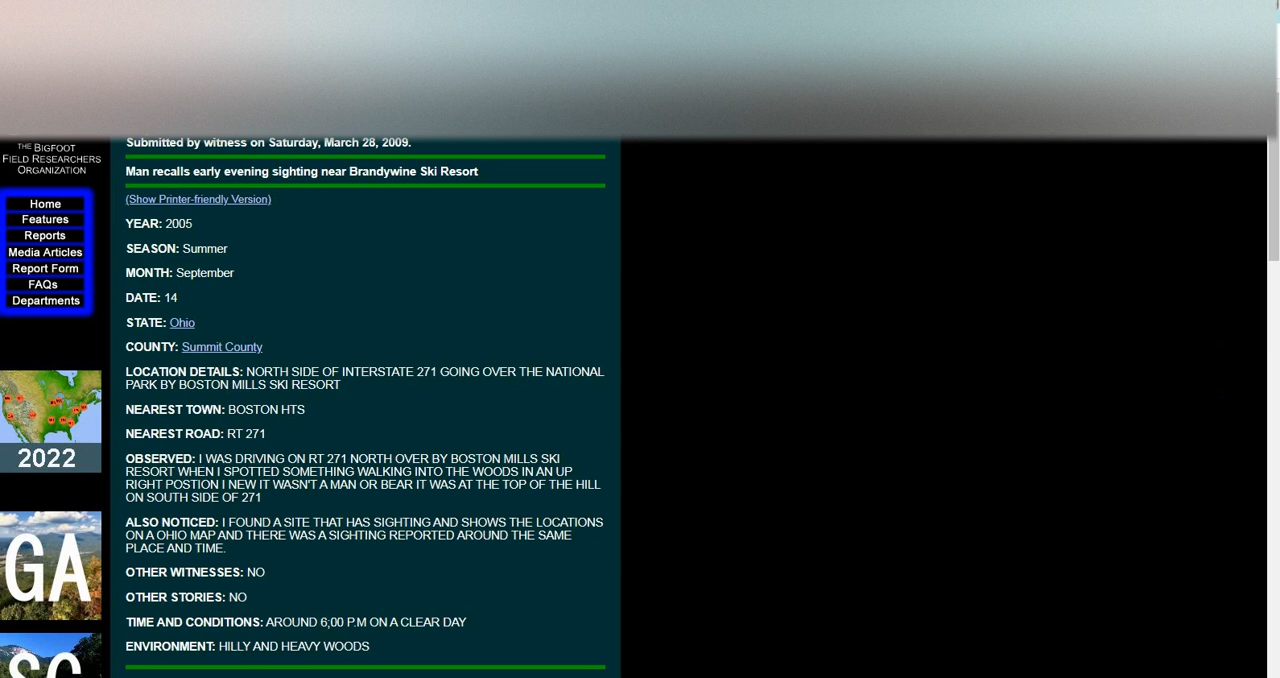 THE BIGFOOT
FIELD RESEARCHERS
ORGANIZATION
Home
Features
Reports
Media Articles
Report Form
FAQs
Departments
2022
GA
SC
Submitted by witness on Saturday, March 28, 2009.
Man recalls early evening sighting near Brandywine Ski Resort
(Show Printer-friendly Version)
YEAR: 2005
SEASON: Summer
MONTH: September
DATE: 14
STATE: Ohio
COUNTY: Summit County
LOCATION DETAILS: NORTH SIDE OF INTERSTATE 271 GOING OVER THE NATIONAL
PARK BY BOSTON MILLS SKI RESORT
NEAREST TOWN: BOSTON HTS
NEAREST ROAD: RT 271
OBSERVED: I WAS DRIVING ON RT 271 NORTH OVER BY BOSTON MILLS SKI
RESORT WHEN I SPOTTED SOMETHING WALKING INTO THE WOODS IN AN UP
RIGHT POSTION I NEW IT WASN'T A MAN OR BEAR IT WAS AT THE TOP OF THE HILL
ON SOUTH SIDE OF 271
ALSO NOTICED: I FOUND A SITE THAT HAS SIGHTING AND SHOWS THE LOCATIONS
ON A OHIO MAP AND THERE WAS A SIGHTING REPORTED AROUND THE SAME
PLACE AND TIME.
OTHER WITNESSES: NO
OTHER STORIES: NO
TIME AND CONDITIONS: AROUND 6;00 P.M ON A CLEAR DAY
ENVIRONMENT: HILLY AND HEAVY WOODS